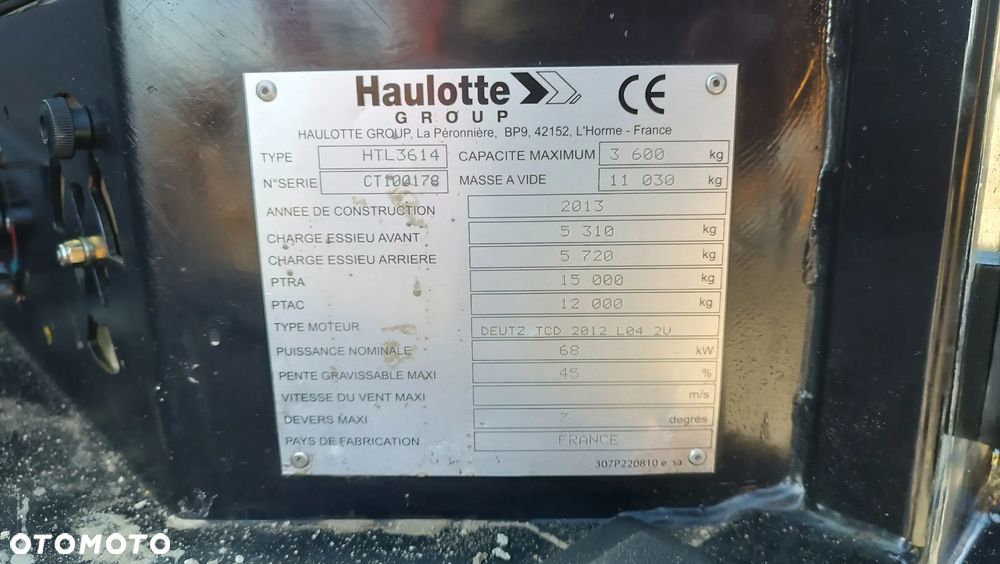 Haulotte
GROUP
CE
HAULOTTE GROUP, La Péronnière, BP9, 42152, L'Horme - France
TYPE HTL3614 CAPACITE MAXIMUM 3 600 kg
N°SERIE CT100178 MASSE A VIDE 11 030 kg
ANNEE DE CONSTRUCTION 2013
CHARGE ESSIEU AVANT 5 310 kg
CHARGE ESSIEU ARRIERE 5 720 kg
PTRA 15 000 kg
PTAC 12 000 kg
TYPE MOTEUR DEUTZ TCD 2012 L04 2V
PUISSANCE NOMINALE 68 kW
PENTE GRAVISSABLE MAXI 45 %
VITESSE DU VENT MAXI m/s
DEVERS MAXI 7 degrés
PAYS DE FABRICATION FRANCE
307P220810 e sa
OTOMOTO